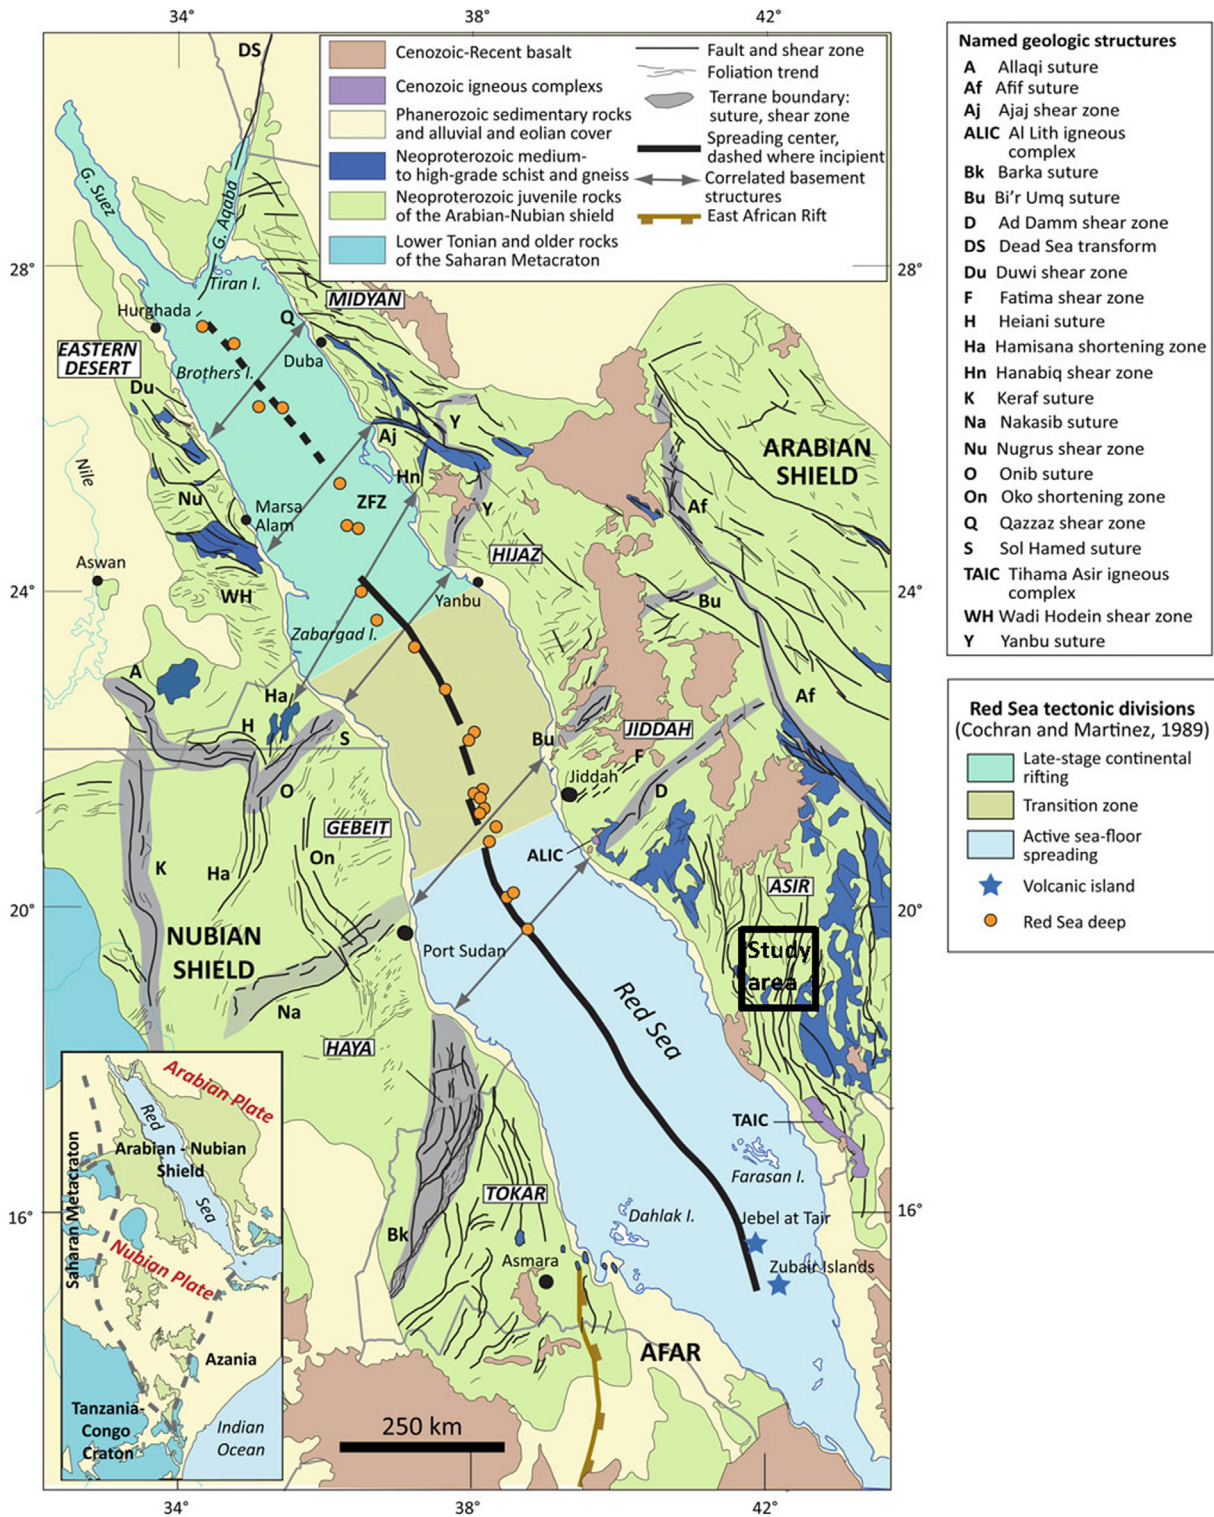 34°
38°
42°
DS
Cenozoic-Recent basalt
Cenozoic igneous complexs
Phanerozoic sedimentary rocks
and alluvial and eolian cover
Neoproterozoic medium-
to high-grade schist and gneiss
Neoproterozoic juvenile rocks
of the Arabian-Nubian shield
Lower Tonian and older rocks
of the Saharan Metacraton
Fault and shear zone
Foliation trend
Terrane boundary:
suture, shear zone
Spreading center,
dashed where incipient
Correlated basement
structures
East African Rift
G. Suez
G. Aqaba
28°
28°
Tiran I.
Hurghada
MIDYAN
Q
Duba
EASTERN
DESERT
Brothers I.
Du
Aj
Y
ARABIAN
SHIELD
Nile
Hn
Nu
ZFZ
Marsa
Alam
Y
Af
HIJAZ
Aswan
24°
24°
WH
Yanbu
Bu
Zabargad I.
A
Ha
Af
H
S
Bu
JIDDAH
F
Jiddah
O
D
GEBEIT
On
K
Ha
ALIC
ASIR
20°
20°
NUBIAN
SHIELD
Port Sudan
Study
area
Na
Red Sea
HAYA
TAIC
Farasan I.
TOKAR
Dahlak I.
16°
16°
Jebel at Tair
Bk
Asmara
Zubair Islands
AFAR
250 km
Arabian Plate
Red
Sea
Arabian - Nubian
Shield
Saharan Metacraton
Nubian Plate
Azania
Tanzania-
Congo
Craton
Indian
Ocean
34°
38°
42°
Named geologic structures
A Allaqi suture
Af Afif suture
Aj Ajaj shear zone
ALIC Al Lith igneous
complex
Bk Barka suture
Bu Bi'r Umq suture
D Ad Damm shear zone
DS Dead Sea transform
Du Duwi shear zone
F Fatima shear zone
H Heiani suture
Ha Hamisana shortening zone
Hn Hanabiq shear zone
K Keraf suture
Na Nakasib suture
Nu Nugrus shear zone
O Onib suture
On Oko shortening zone
Q Qazzaz shear zone
S Sol Hamed suture
TAIC Tihama Asir igneous
complex
WH Wadi Hodein shear zone
Y Yanbu suture
Red Sea tectonic divisions
(Cochran and Martinez, 1989)
Late-stage continental
rifting
Transition zone
Active sea-floor
spreading
Volcanic island
Red Sea deep